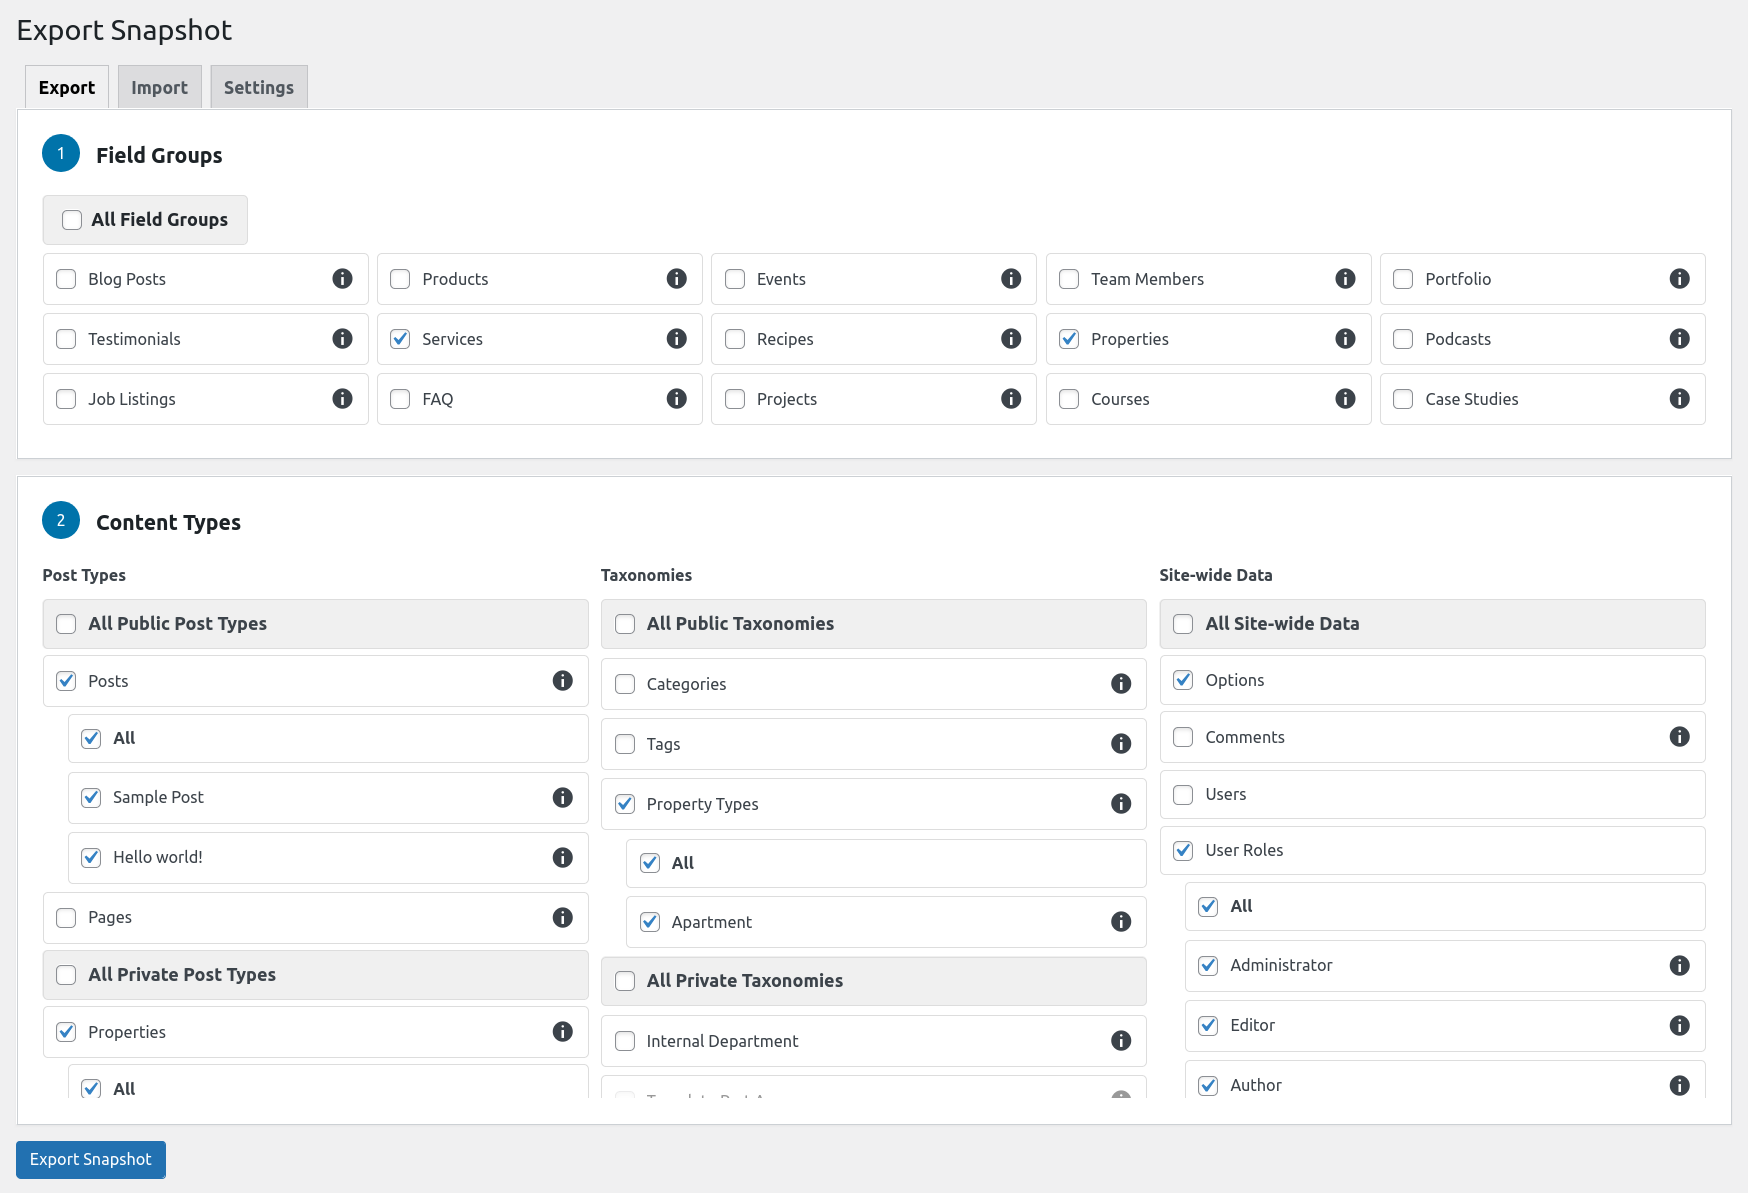 Export Snapshot
Export Import Settings
1 Field Groups
All Field Groups
Blog Posts Products Events Team Members Portfolio
Testimonials Services Recipes Properties Podcasts
Job Listings FAQ Projects Courses Case Studies
2 Content Types
Post Types
All Public Post Types
Posts
All
Sample Post
Hello world!
Pages
All Private Post Types
Properties
All
Taxonomies
All Public Taxonomies
Categories
Tags
Property Types
All
Apartment
All Private Taxonomies
Internal Department
Site-wide Data
All Site-wide Data
Options
Comments
Users
User Roles
All
Administrator
Editor
Author
Export Snapshot